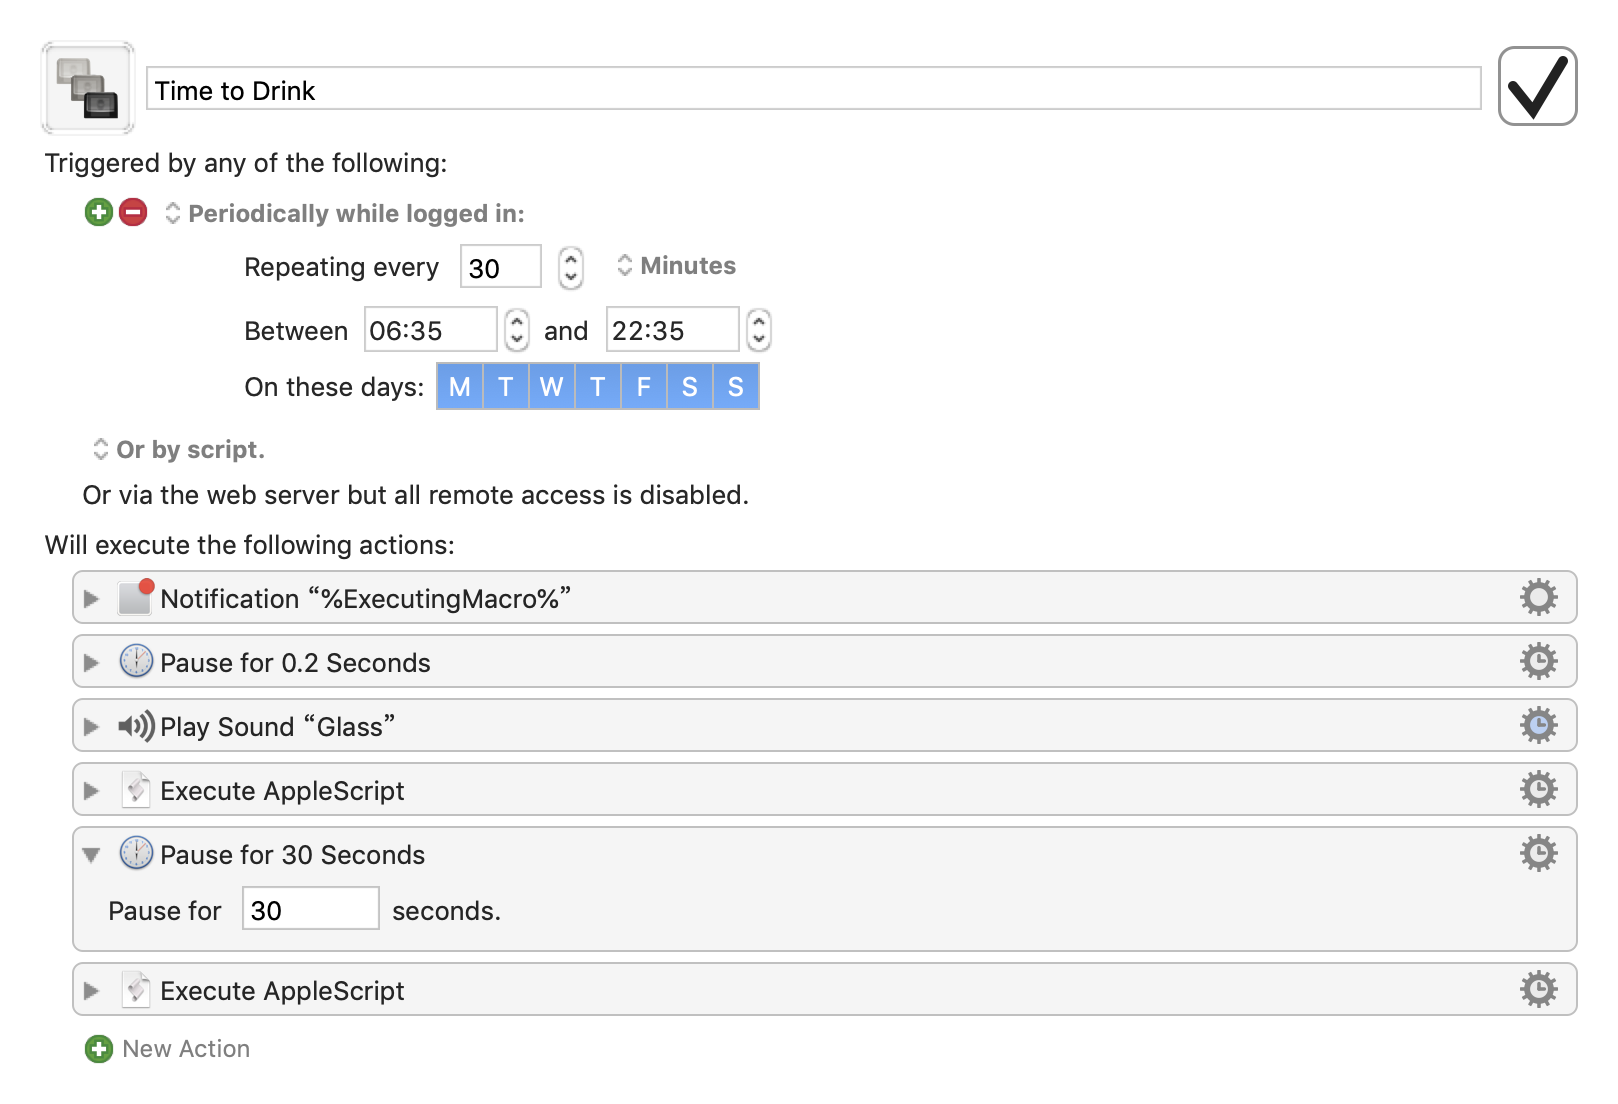 Time to Drink
Triggered by any of the following:
Periodically while logged in:
Repeating every 30 Minutes
Between 06:35 and 22:35
On these days: M T W T F S S
Or by script.
Or via the web server but all remote access is disabled.
Will execute the following actions:
Notification “%ExecutingMacro%”
Pause for 0.2 Seconds
Play Sound “Glass”
Execute AppleScript
Pause for 30 Seconds
Pause for 30 seconds.
Execute AppleScript
New Action